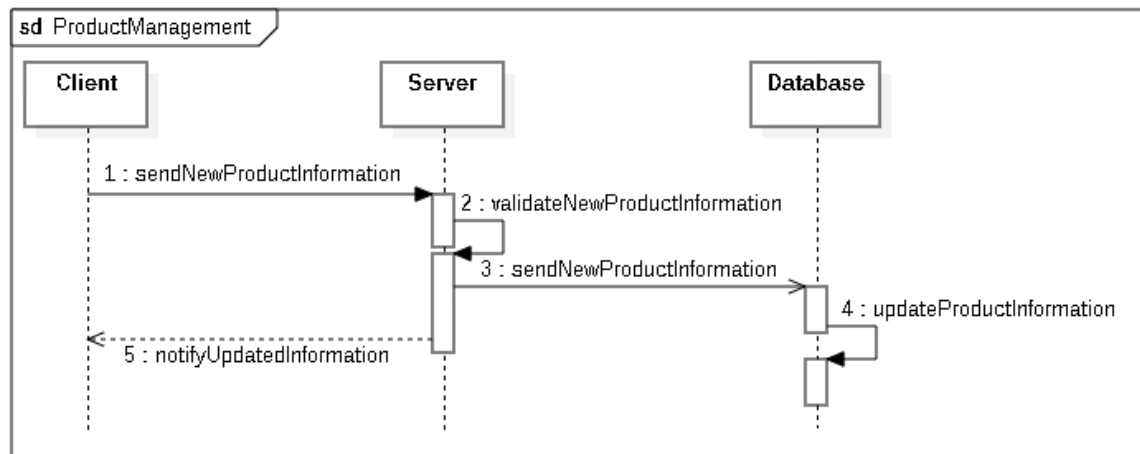 sd ProductManagement
Client
Server
Database
1 : sendNewProductInformation
2 : validateNewProductInformation
3 : sendNewProductInformation
4 : updateProductInformation
5 : notifyUpdatedInformation